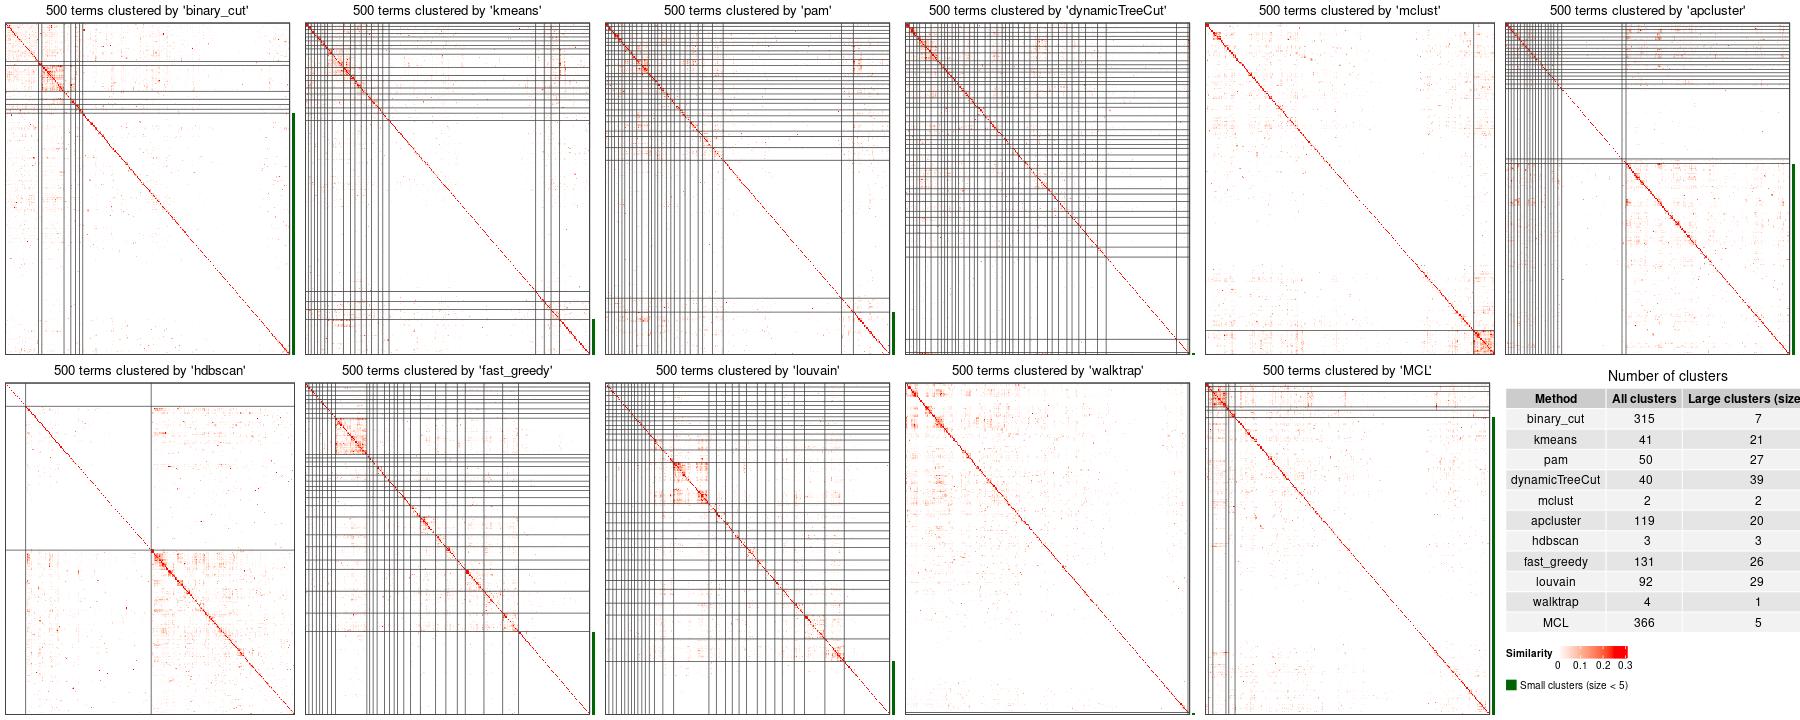 500 terms clustered by 'binary_cut'
500 terms clustered by 'kmeans'
500 terms clustered by 'pam'
500 terms clustered by 'dynamicTreeCut'
500 terms clustered by 'mclust'
500 terms clustered by 'apcluster'
500 terms clustered by 'hdbscan'
500 terms clustered by 'fast_greedy'
500 terms clustered by 'louvain'
500 terms clustered by 'walktrap'
500 terms clustered by 'MCL'
Number of clusters
Method All clusters Large clusters (size
binary_cut 315 7
kmeans 41 21
pam 50 27
dynamicTreeCut 40 39
mclust 2 2
apcluster 119 20
hdbscan 3 3
fast_greedy 131 26
louvain 92 29
walktrap 4 1
MCL 366 5
Similarity
0 0.1 0.2 0.3
Small clusters (size < 5)